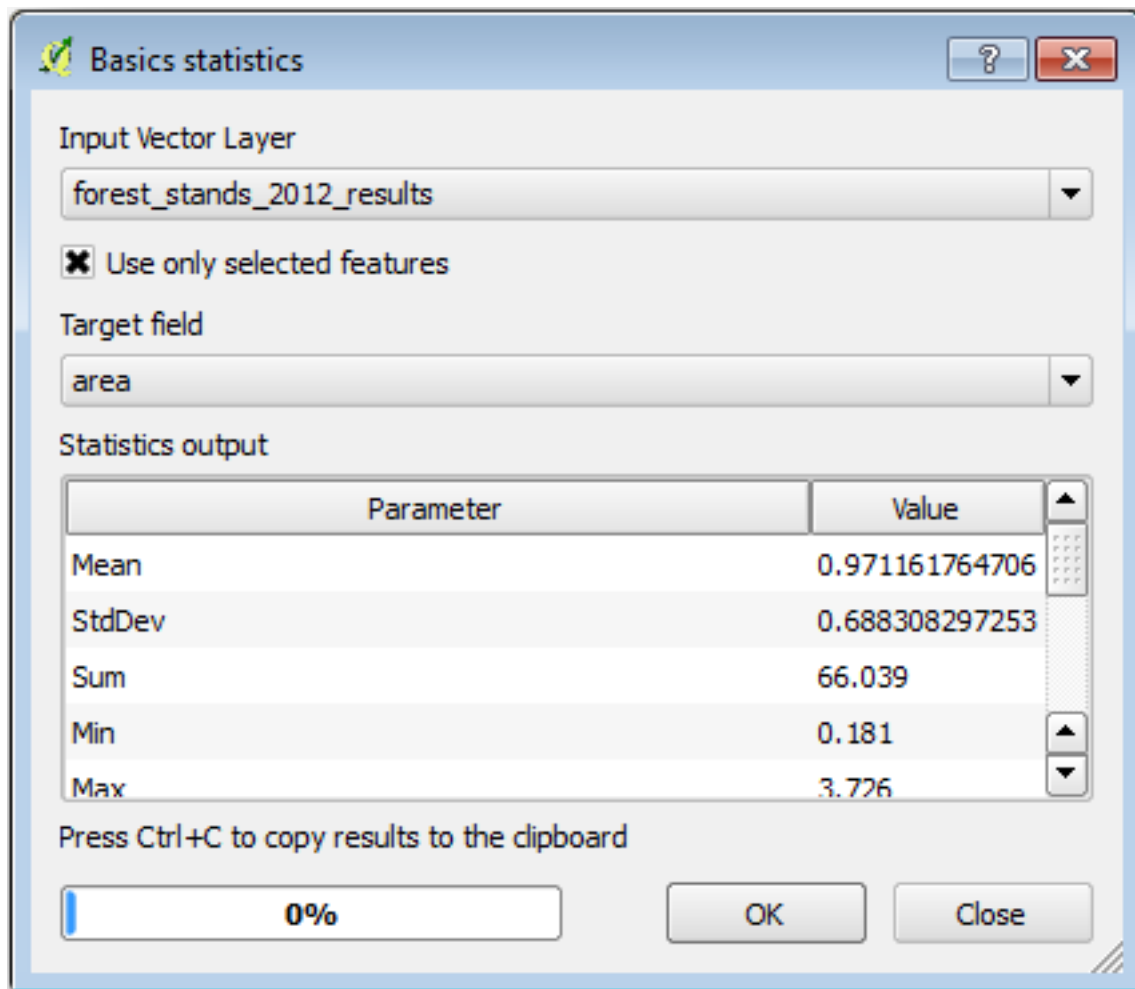 Basics statistics
Input Vector Layer
forest_stands_2012_results
Use only selected features
Target field
area
Statistics output
Parameter Value
Mean 0.971161764706
StdDev 0.688308297253
Sum 66.039
Min 0.181
Max 3.726
Press Ctrl+C to copy results to the clipboard
0% OK Close